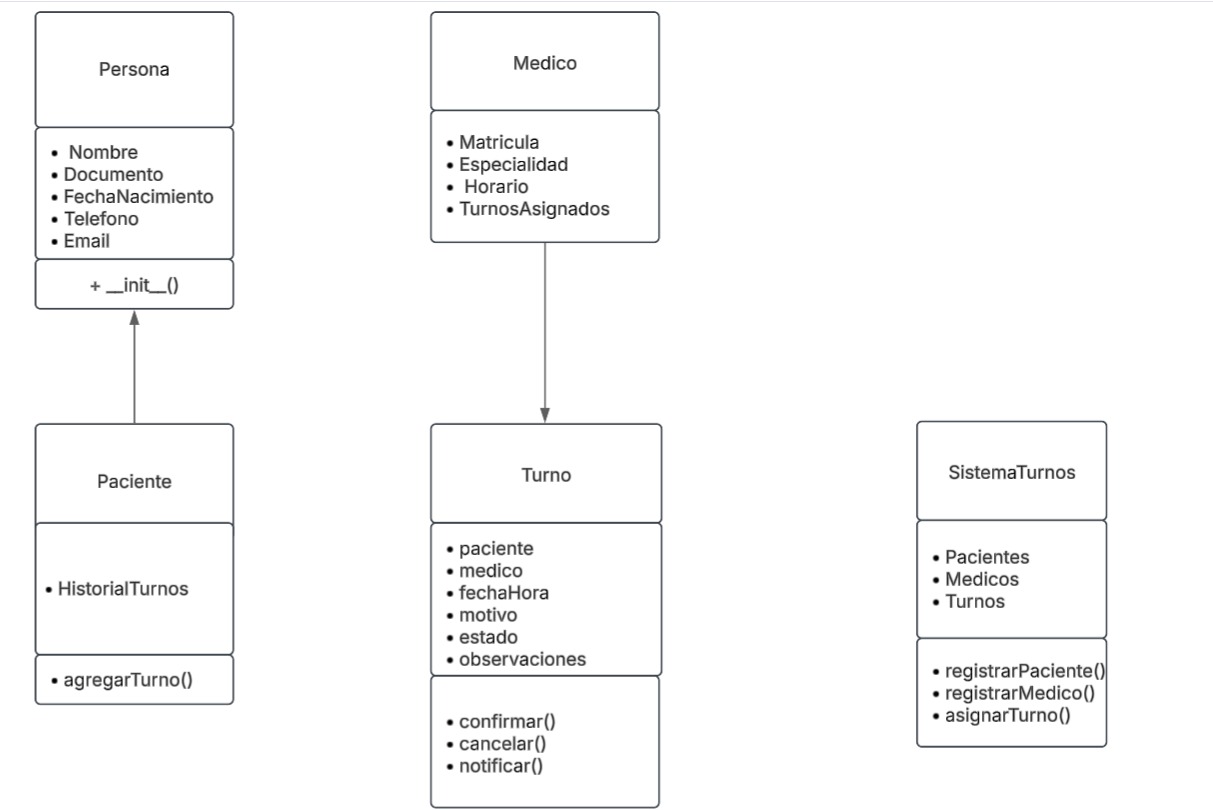 Persona
• Nombre
• Documento
• FechaNacimiento
• Telefono
• Email
+ __init__()
Medico
• Matricula
• Especialidad
• Horario
• TurnosAsignados
Paciente
• HistorialTurnos
• agregarTurno()
Turno
• paciente
• medico
• fechaHora
• motivo
• estado
• observaciones
• confirmar()
• cancelar()
• notificar()
SistemaTurnos
• Pacientes
• Medicos
• Turnos
• registrarPaciente()
• registrarMedico()
• asignarTurno()